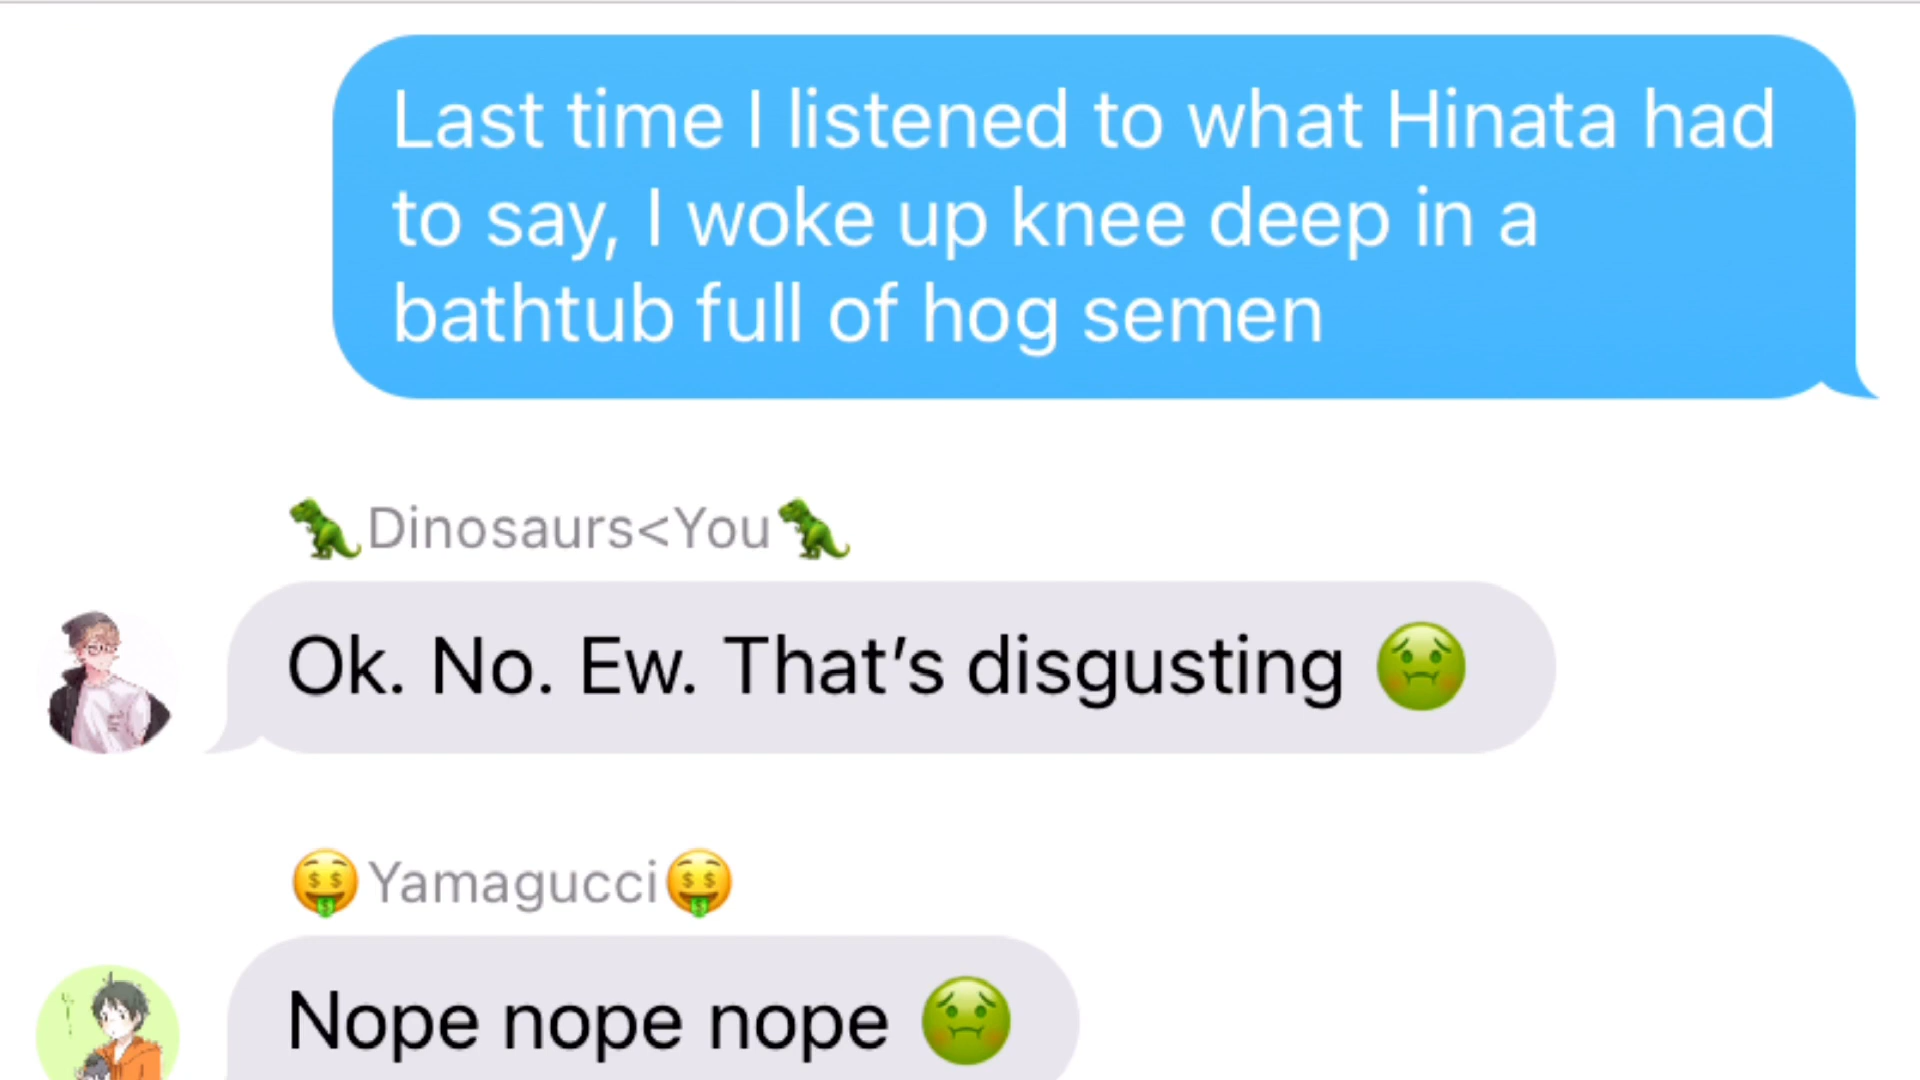 Last time I listened to what Hinata had
to say, I woke up knee deep in a
bathtub full of hog semen
🦖Dinosaurs<You🦖
Ok. No. Ew. That’s disgusting 🤢
🤑Yamagucci🤑
Nope nope nope 🤢